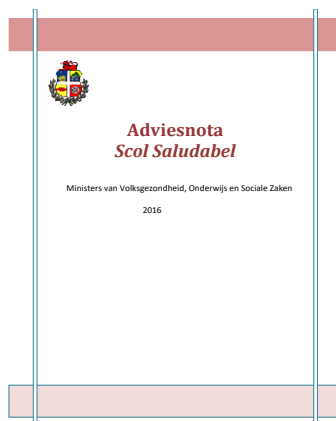 Adviesnota
Scol Saludabel
Ministers van Volksgezondheid, Onderwijs en Sociale Zaken
2016